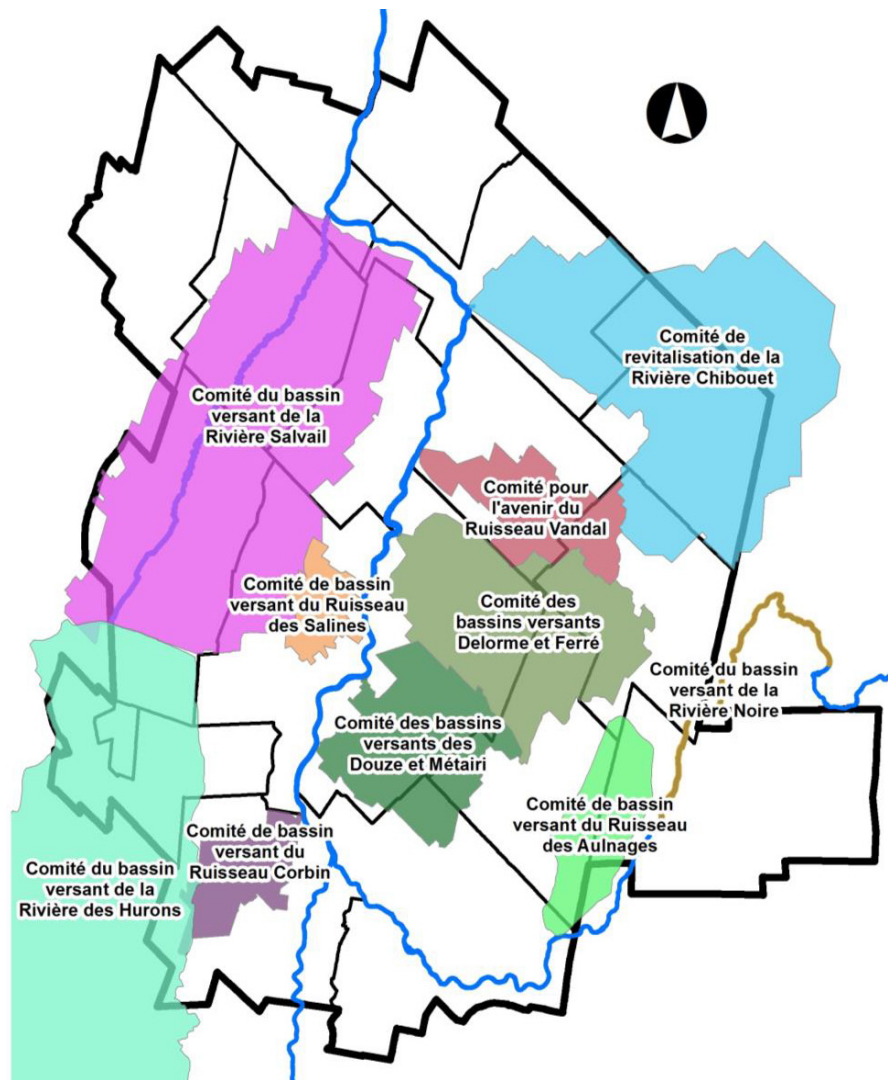 Comité de
revitalisation de la
Rivière Chibouet
Comité du bassin
versant de la
Rivière Salvail
Comité pour
l'avenir du
Ruisseau Vandal
Comité de bassin
versant du Ruisseau
des Salines
Comité des
bassins versants
Delorme et Ferré
Comité du bassin
versant de la
Rivière Noire
Comité des bassins
versants des
Douze et Métairi
Comité de bassin
versant du Ruisseau
des Aulnages
Comité de bassin
versant du
Ruisseau Corbin
Comité du bassin
versant de la
Rivière des Hurons